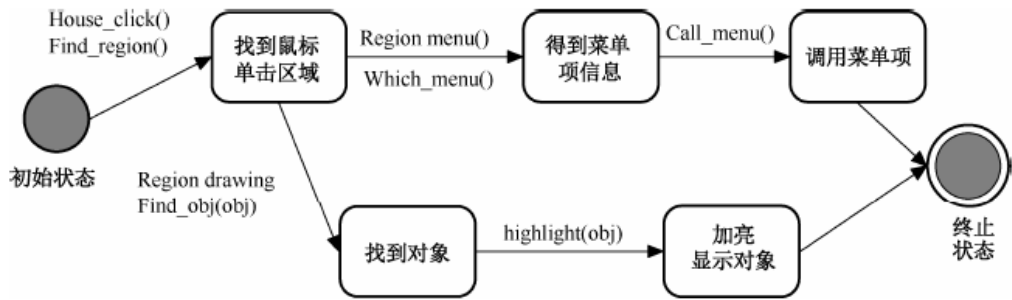 House_click()
Find_region()
找到鼠标
单击区域
Region menu()
Which_menu()
得到菜单
项信息
Call_menu()
调用菜单项
初始状态
Region drawing
Find_obj(obj)
找到对象
highlight(obj)
加亮
显示对象
终止
状态